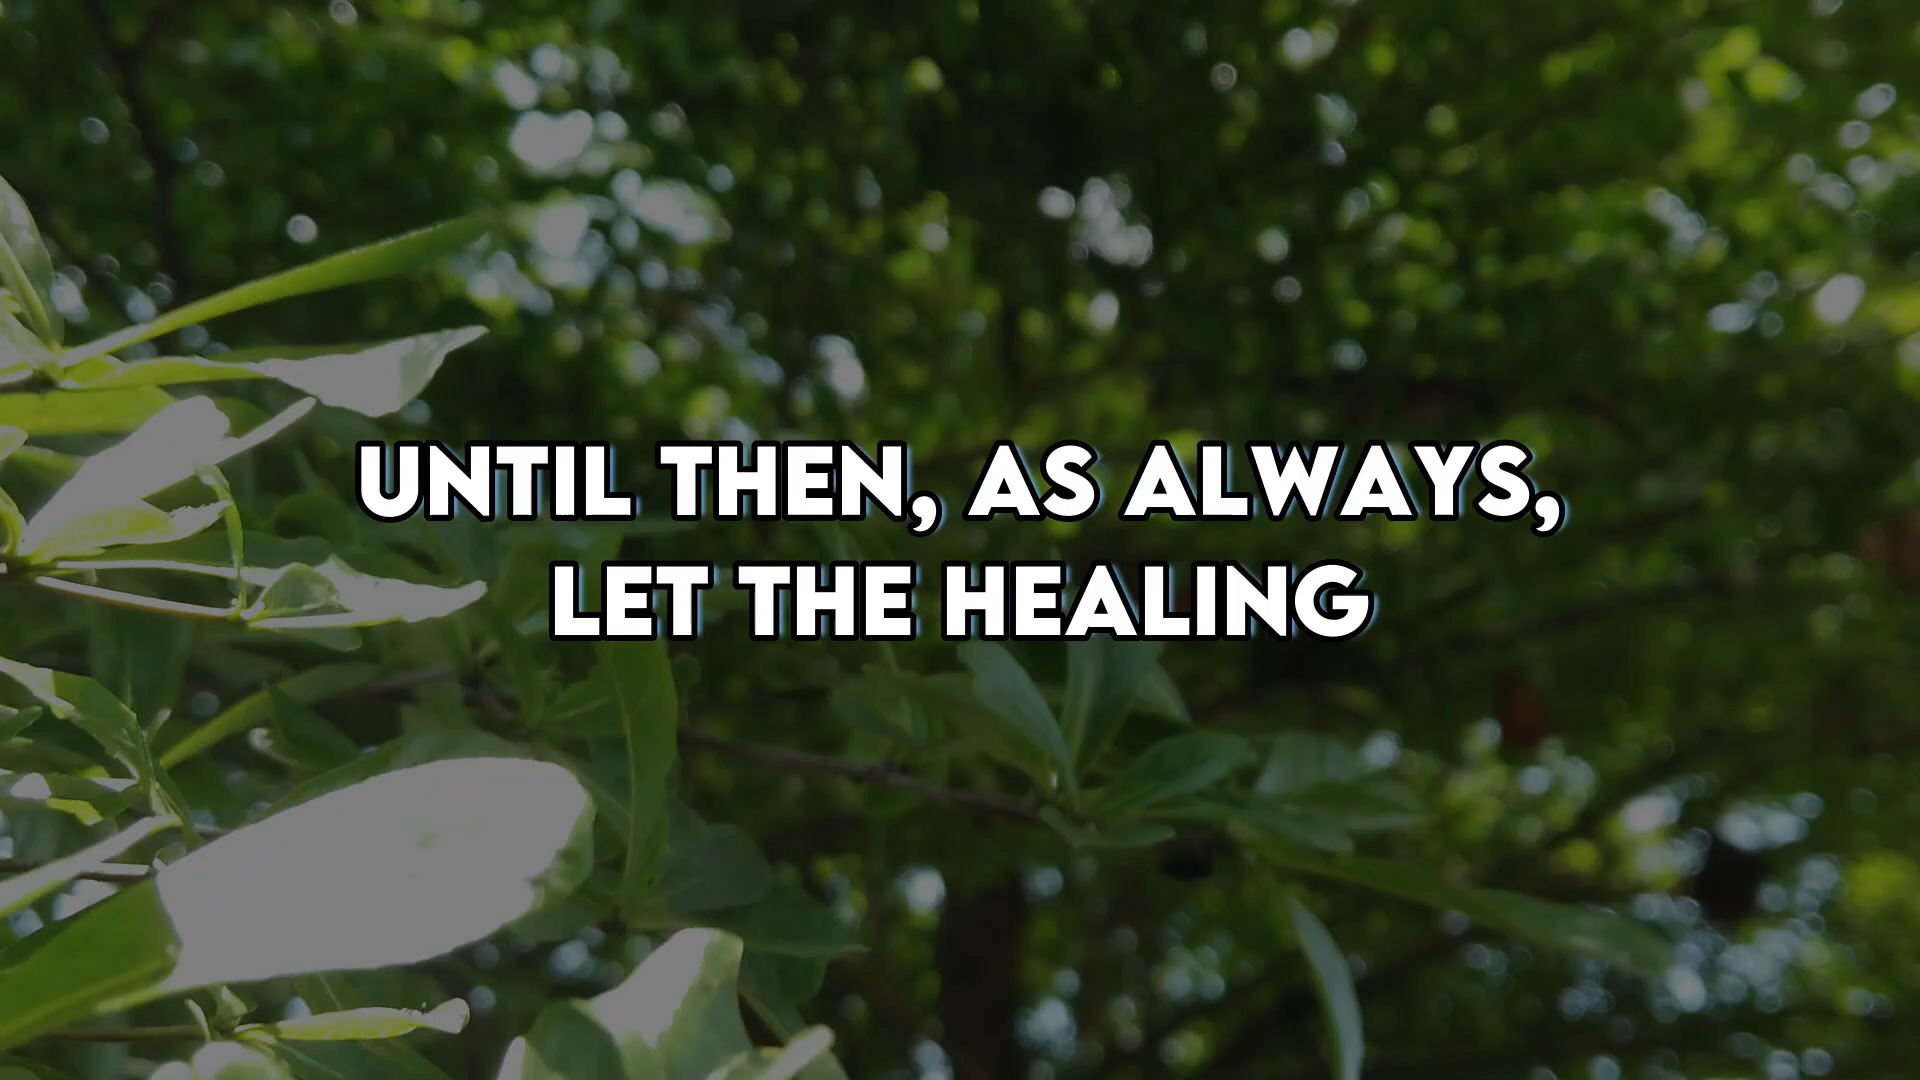 UNTIL THEN, AS ALWAYS,
LET THE HEALING